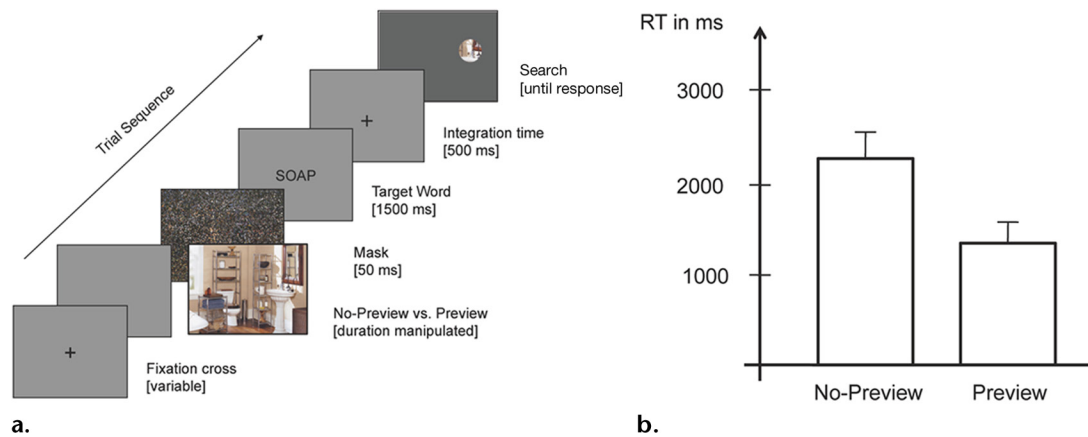 Trial Sequence
Search
[until response]
Integration time
[500 ms]
SOAP
Target Word
[1500 ms]
Mask
[50 ms]
No-Preview vs. Preview
[duration manipulated]
Fixation cross
[variable]
a.
RT in ms
3000
2000
1000
No-Preview Preview
b.